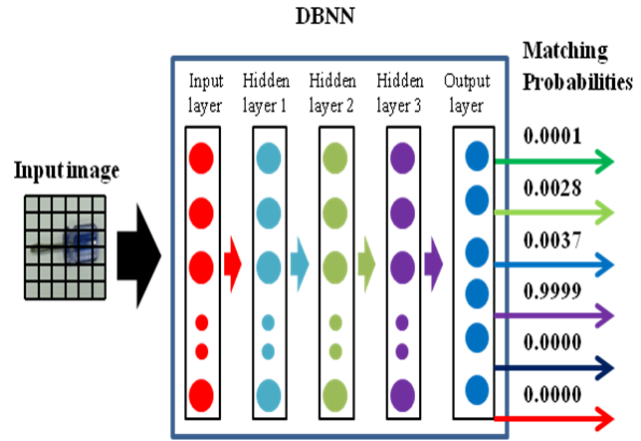 DBNN
Matching
Probabilities
Input
layer
Hidden
layer 1
Hidden
layer 2
Hidden
layer 3
Output
layer
Input image
0.0001
0.0028
0.0037
0.9999
0.0000
0.0000